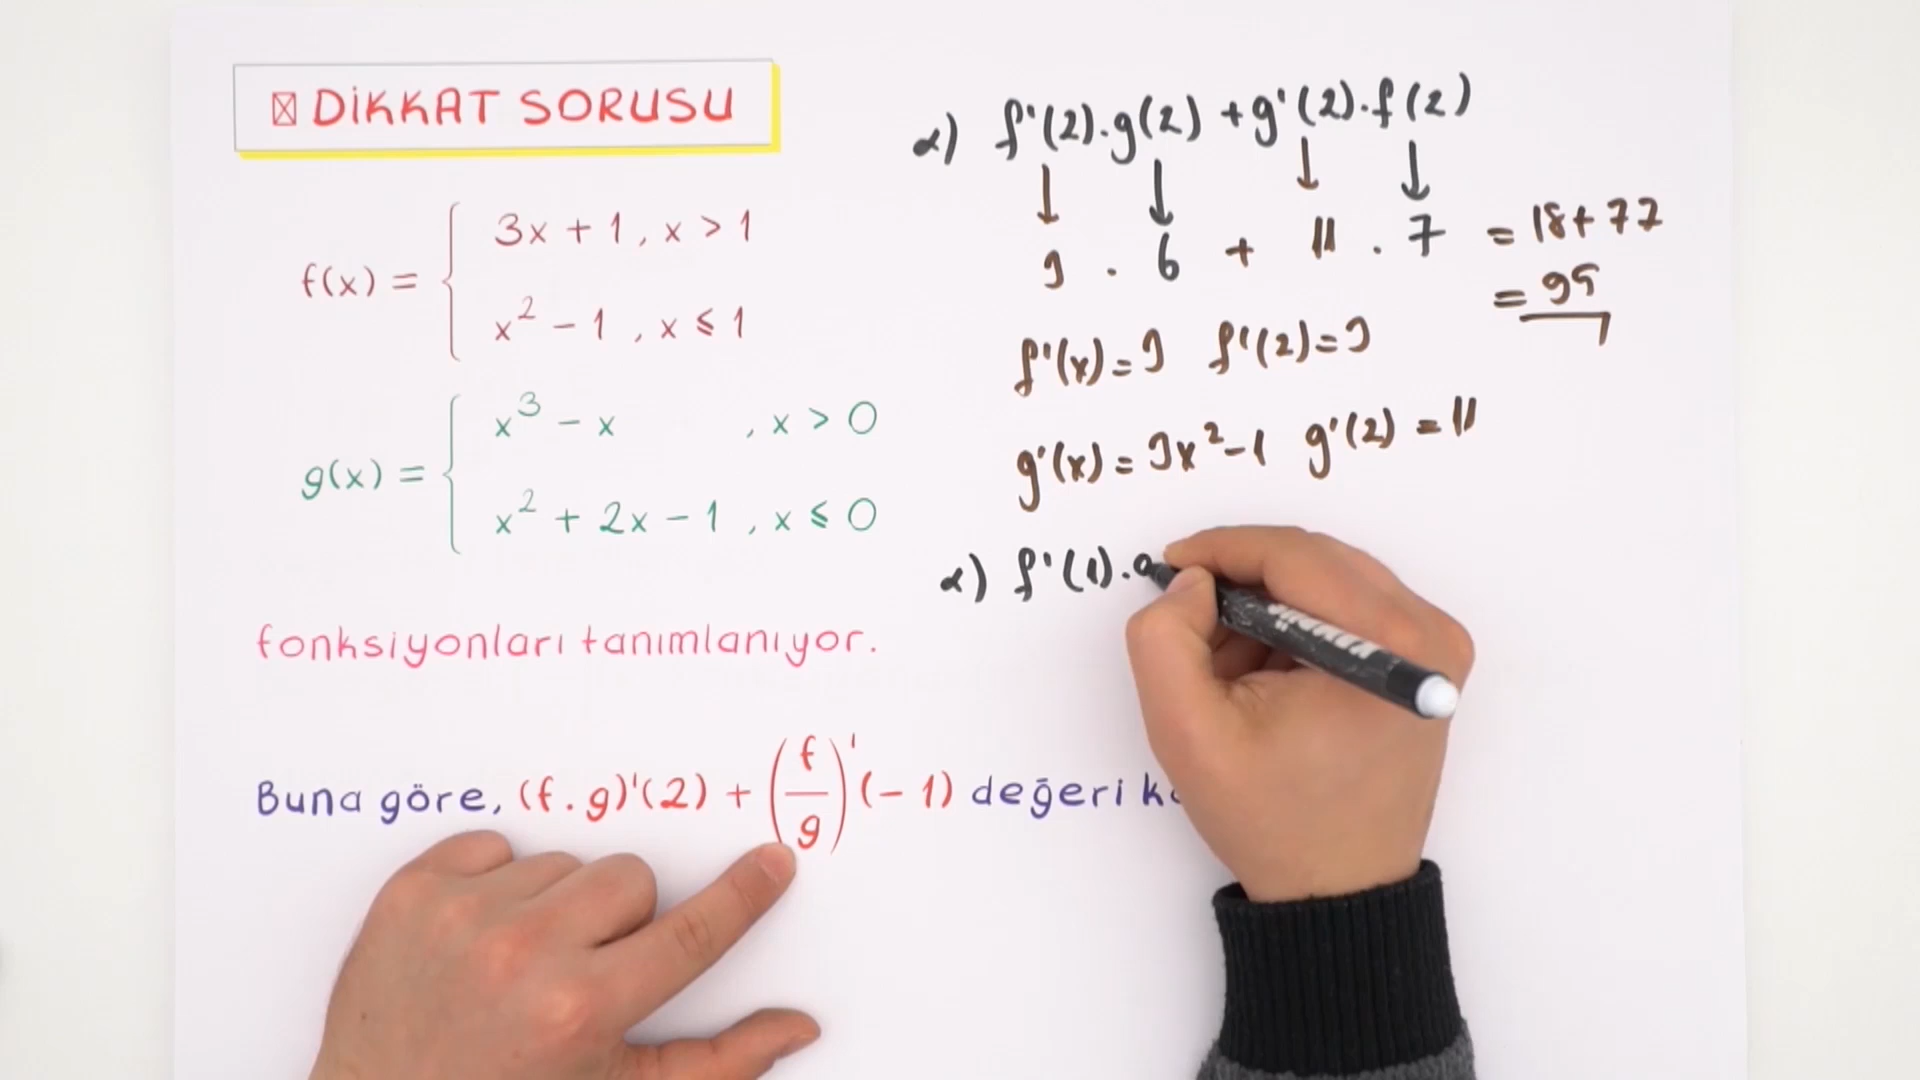 DİKKAT SORUSU
f(x) = { 3x + 1 , x > 1
x² - 1 , x ⩽ 1
g(x) = { x³ - x , x > 0
x² + 2x - 1 , x ⩽ 0
fonksiyonları tanımlanıyor.
Buna göre, (f . g)'(2) + (f/g)'(- 1) değeri
α) f'(2).g(2) + g'(2).f(2)
↓ ↓ ↓ ↓
3 . 6 + 11 . 7 = 18 + 77
= 95
f'(x) = 3 f'(2) = 3
g'(x) = 3x² - 1 g'(2) = 11
α) f'(1).